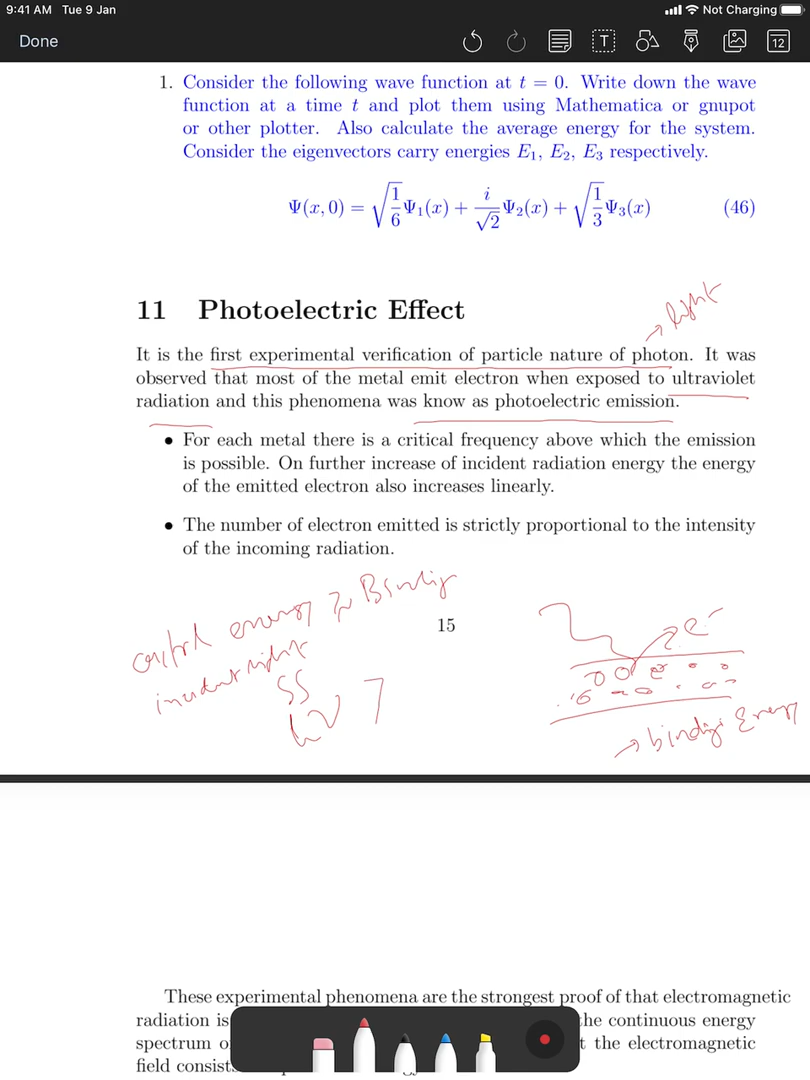 9:41 AM Tue 9 Jan Not Charging
Done T 12
1. Consider the following wave function at t = 0. Write down the wave
function at a time t and plot them using Mathematica or gnupot
or other plotter. Also calculate the average energy for the system.
Consider the eigenvectors carry energies E₁, E₂, E₃ respectively.
Ψ(x, 0) = √(1/6) Ψ₁(x) + i/√2 Ψ₂(x) + √(1/3) Ψ₃(x) (46)
11 Photoelectric Effect
→ light
It is the first experimental verification of particle nature of photon. It was
observed that most of the metal emit electron when exposed to ultraviolet
radiation and this phenomena was know as photoelectric emission.
• For each metal there is a critical frequency above which the emission
is possible. On further increase of incident radiation energy the energy
of the emitted electron also increases linearly.
• The number of electron emitted is strictly proportional to the intensity
of the incoming radiation.
energy
15
e⁻
incident light
hν
→ binding Energy
These experimental phenomena are the strongest proof of that electromagnetic
radiation is he continuous energy
spectrum o t the electromagnetic
field consist